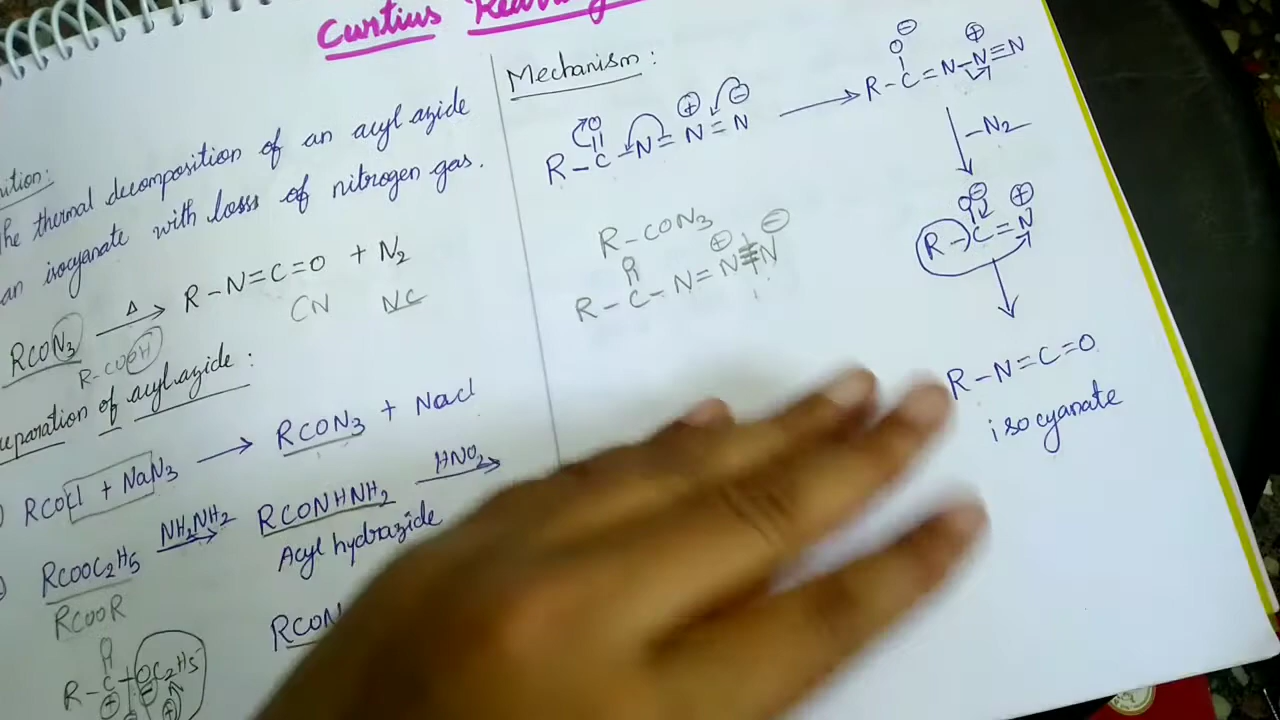 Curtius
Mechanism :
The thermal decomposition of an acyl azide
an isocyanate with losss of nitrogen gas.
RCON3 Δ R-N=C=O + N2
CN NC
R-COOH
of acyl azide :
RCOCl + NaN3 → RCON3 + NaCl
RCOOC2H5 NH2NH2 RCONHNH2 HNO2
Acyl hydrazide
RCOOR
RCON
O
R-C+OC2H5
⊕ − ⊕
O ⊕ ⊖
R-C-N=N=N
O⊖ ⊕
R-C=N-N≡N
-N2
O⊖ ⊕
R-C=N
R-CON3
O ⊕ ⊖
R-C-N=N≡N
R-N=C=O
isocyanate